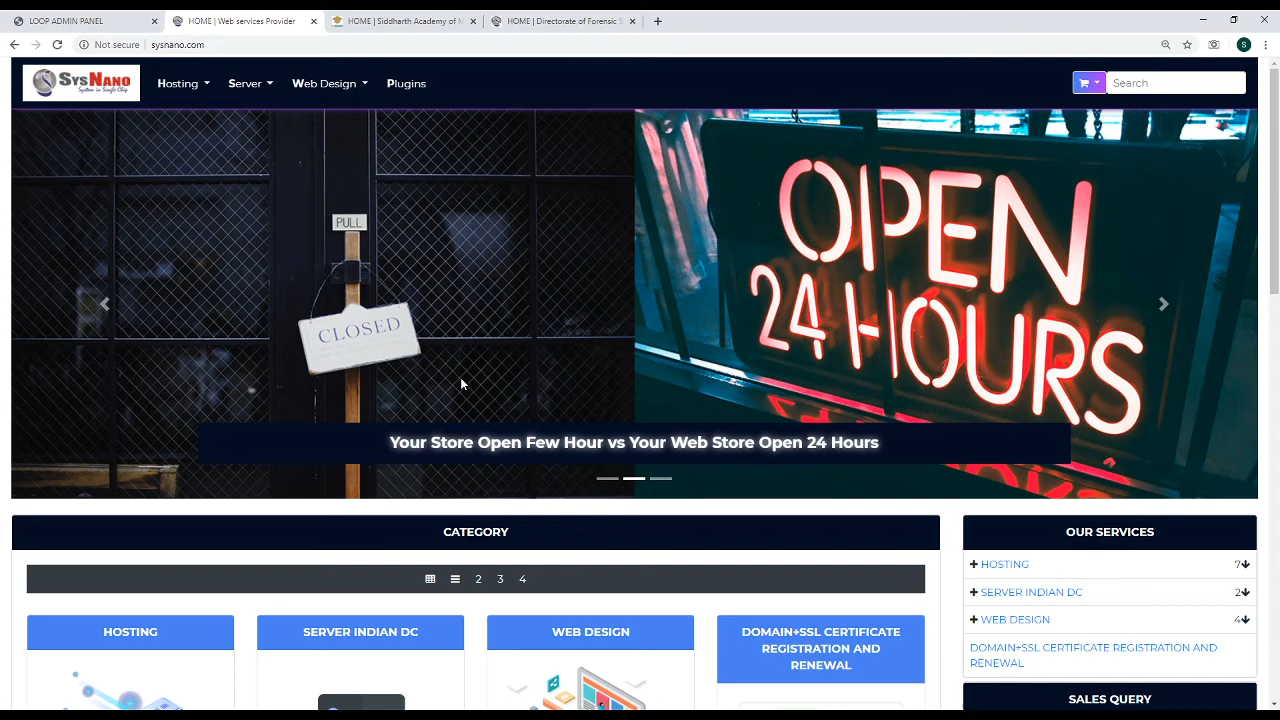 LOOP ADMIN PANEL
HOME | Web services Provider
HOME | Siddharth Academy of M
HOME | Directorate of Forensic S
Not secure
sysnano.com
S
SysNano
System in Single Chip
Hosting
Server
Web Design
Plugins
Search
PULL
CLOSED
OPEN
24 HOURS
Your Store Open Few Hour vs Your Web Store Open 24 Hours
CATEGORY
2 3 4
HOSTING
SERVER INDIAN DC
WEB DESIGN
DOMAIN+SSL CERTIFICATE
REGISTRATION AND
RENEWAL
OUR SERVICES
HOSTING 7
SERVER INDIAN DC 2
WEB DESIGN 4
DOMAIN+SSL CERTIFICATE REGISTRATION AND
RENEWAL
SALES QUERY